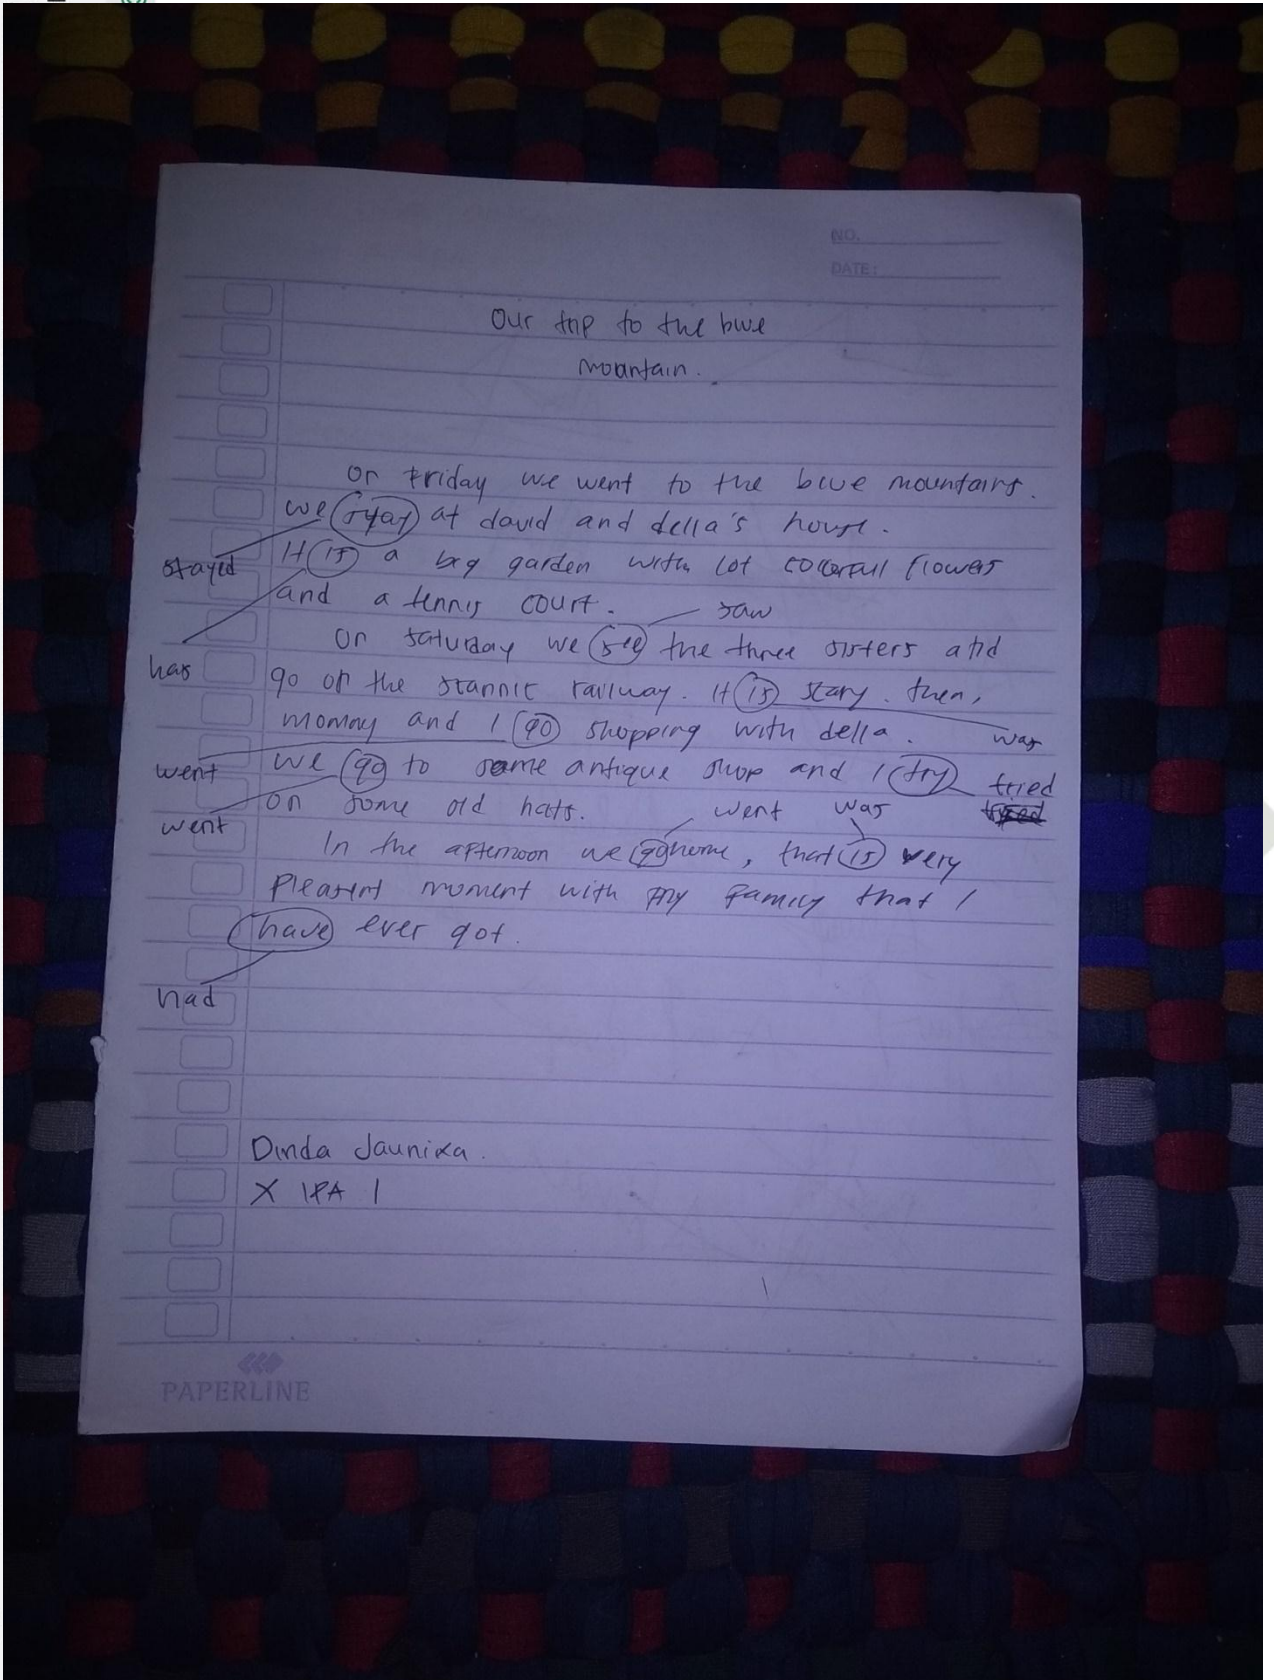 NO.
DATE:
Our trip to the blue
mountain.
On Friday we went to the blue mountains.
we stay at david and della's house.
stayed
It is a big garden with lot colorfull flowers
and a tennis court.
saw
On saturday we see the three sisters and
has
go on the scannic railway. It is scary. then,
mommy and I go shopping with della.
was
went
we go to some antique shop and I try
tried
on some old hats.
went was
went
In the afternoon we go home, that is very
pleasent moment with my family that I
have ever got.
had
Dinda Jaunixa.
X IPA 1
PAPERLINE